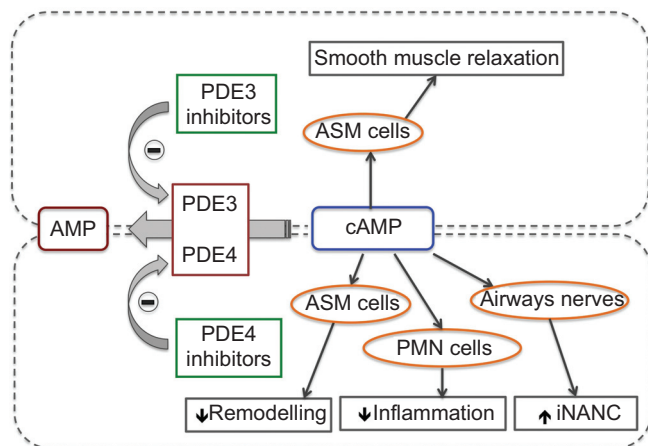 Smooth muscle relaxation
PDE3
inhibitors
ASM cells
PDE3
AMP
cAMP
PDE4
ASM cells
Airways nerves
PDE4
inhibitors
PMN cells
↓Remodelling
↓Inflammation
↑ iNANC